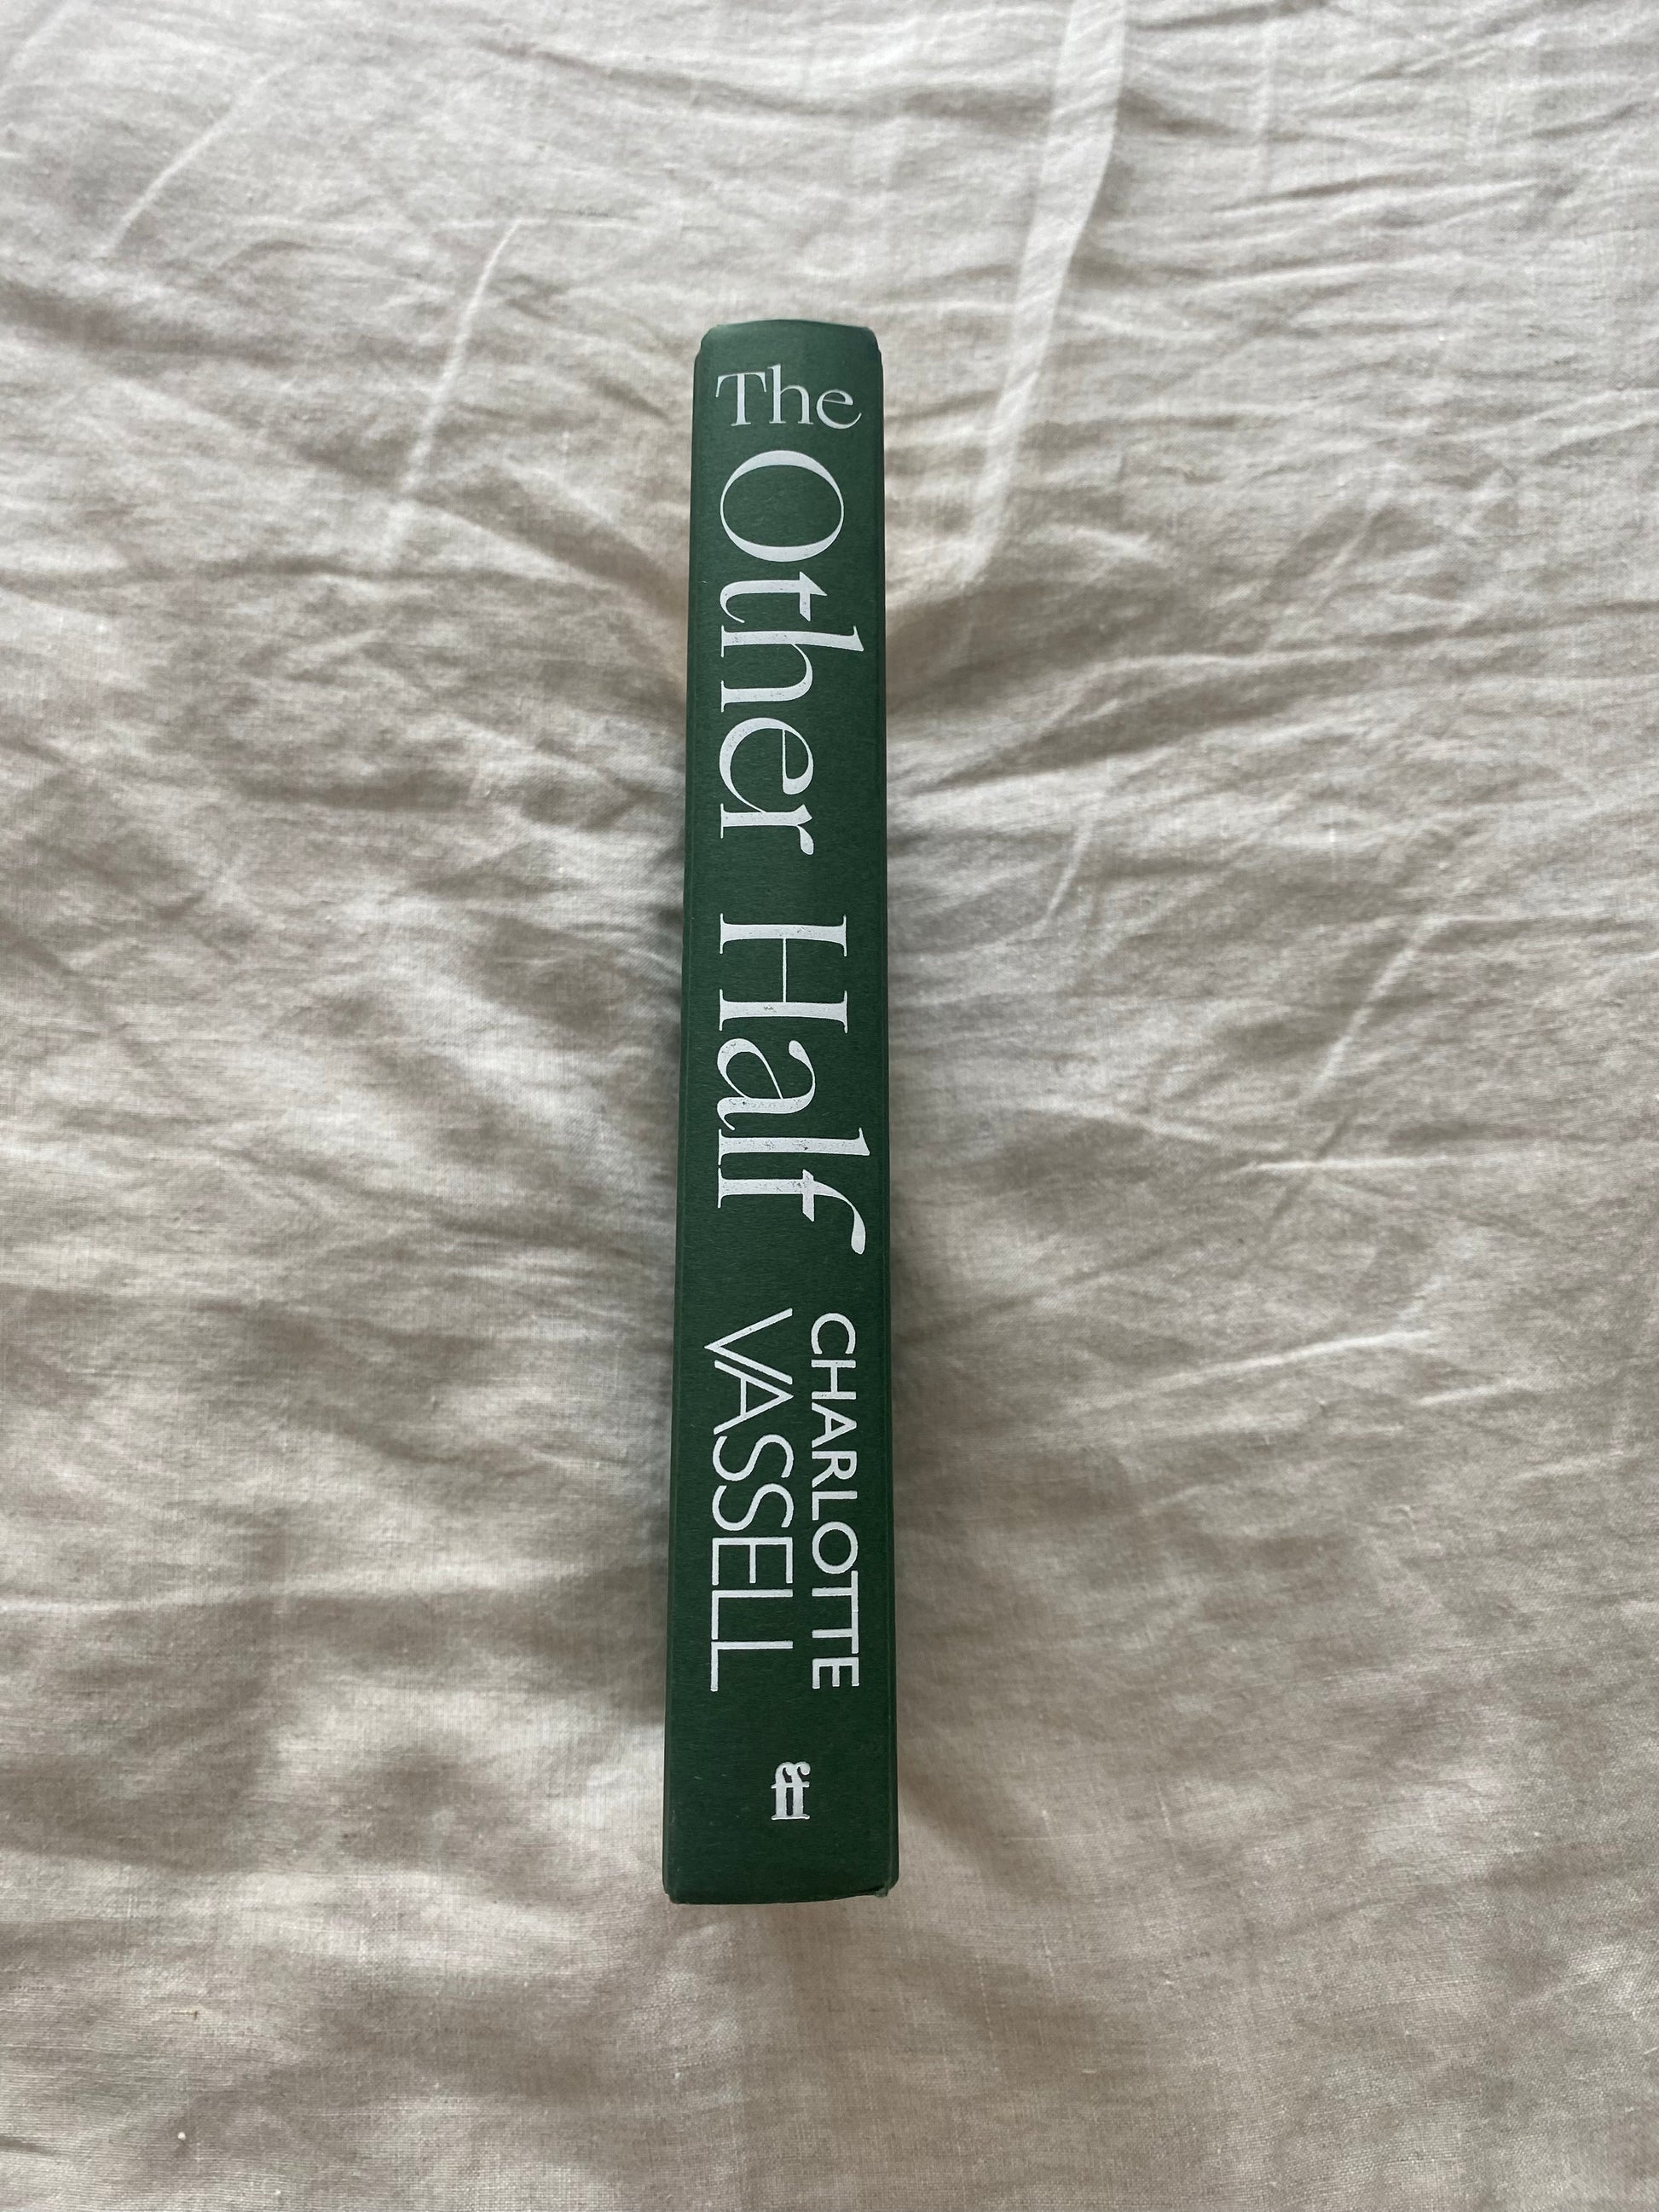 The
Other Half
CHARLOTTE
VASSELL
ff